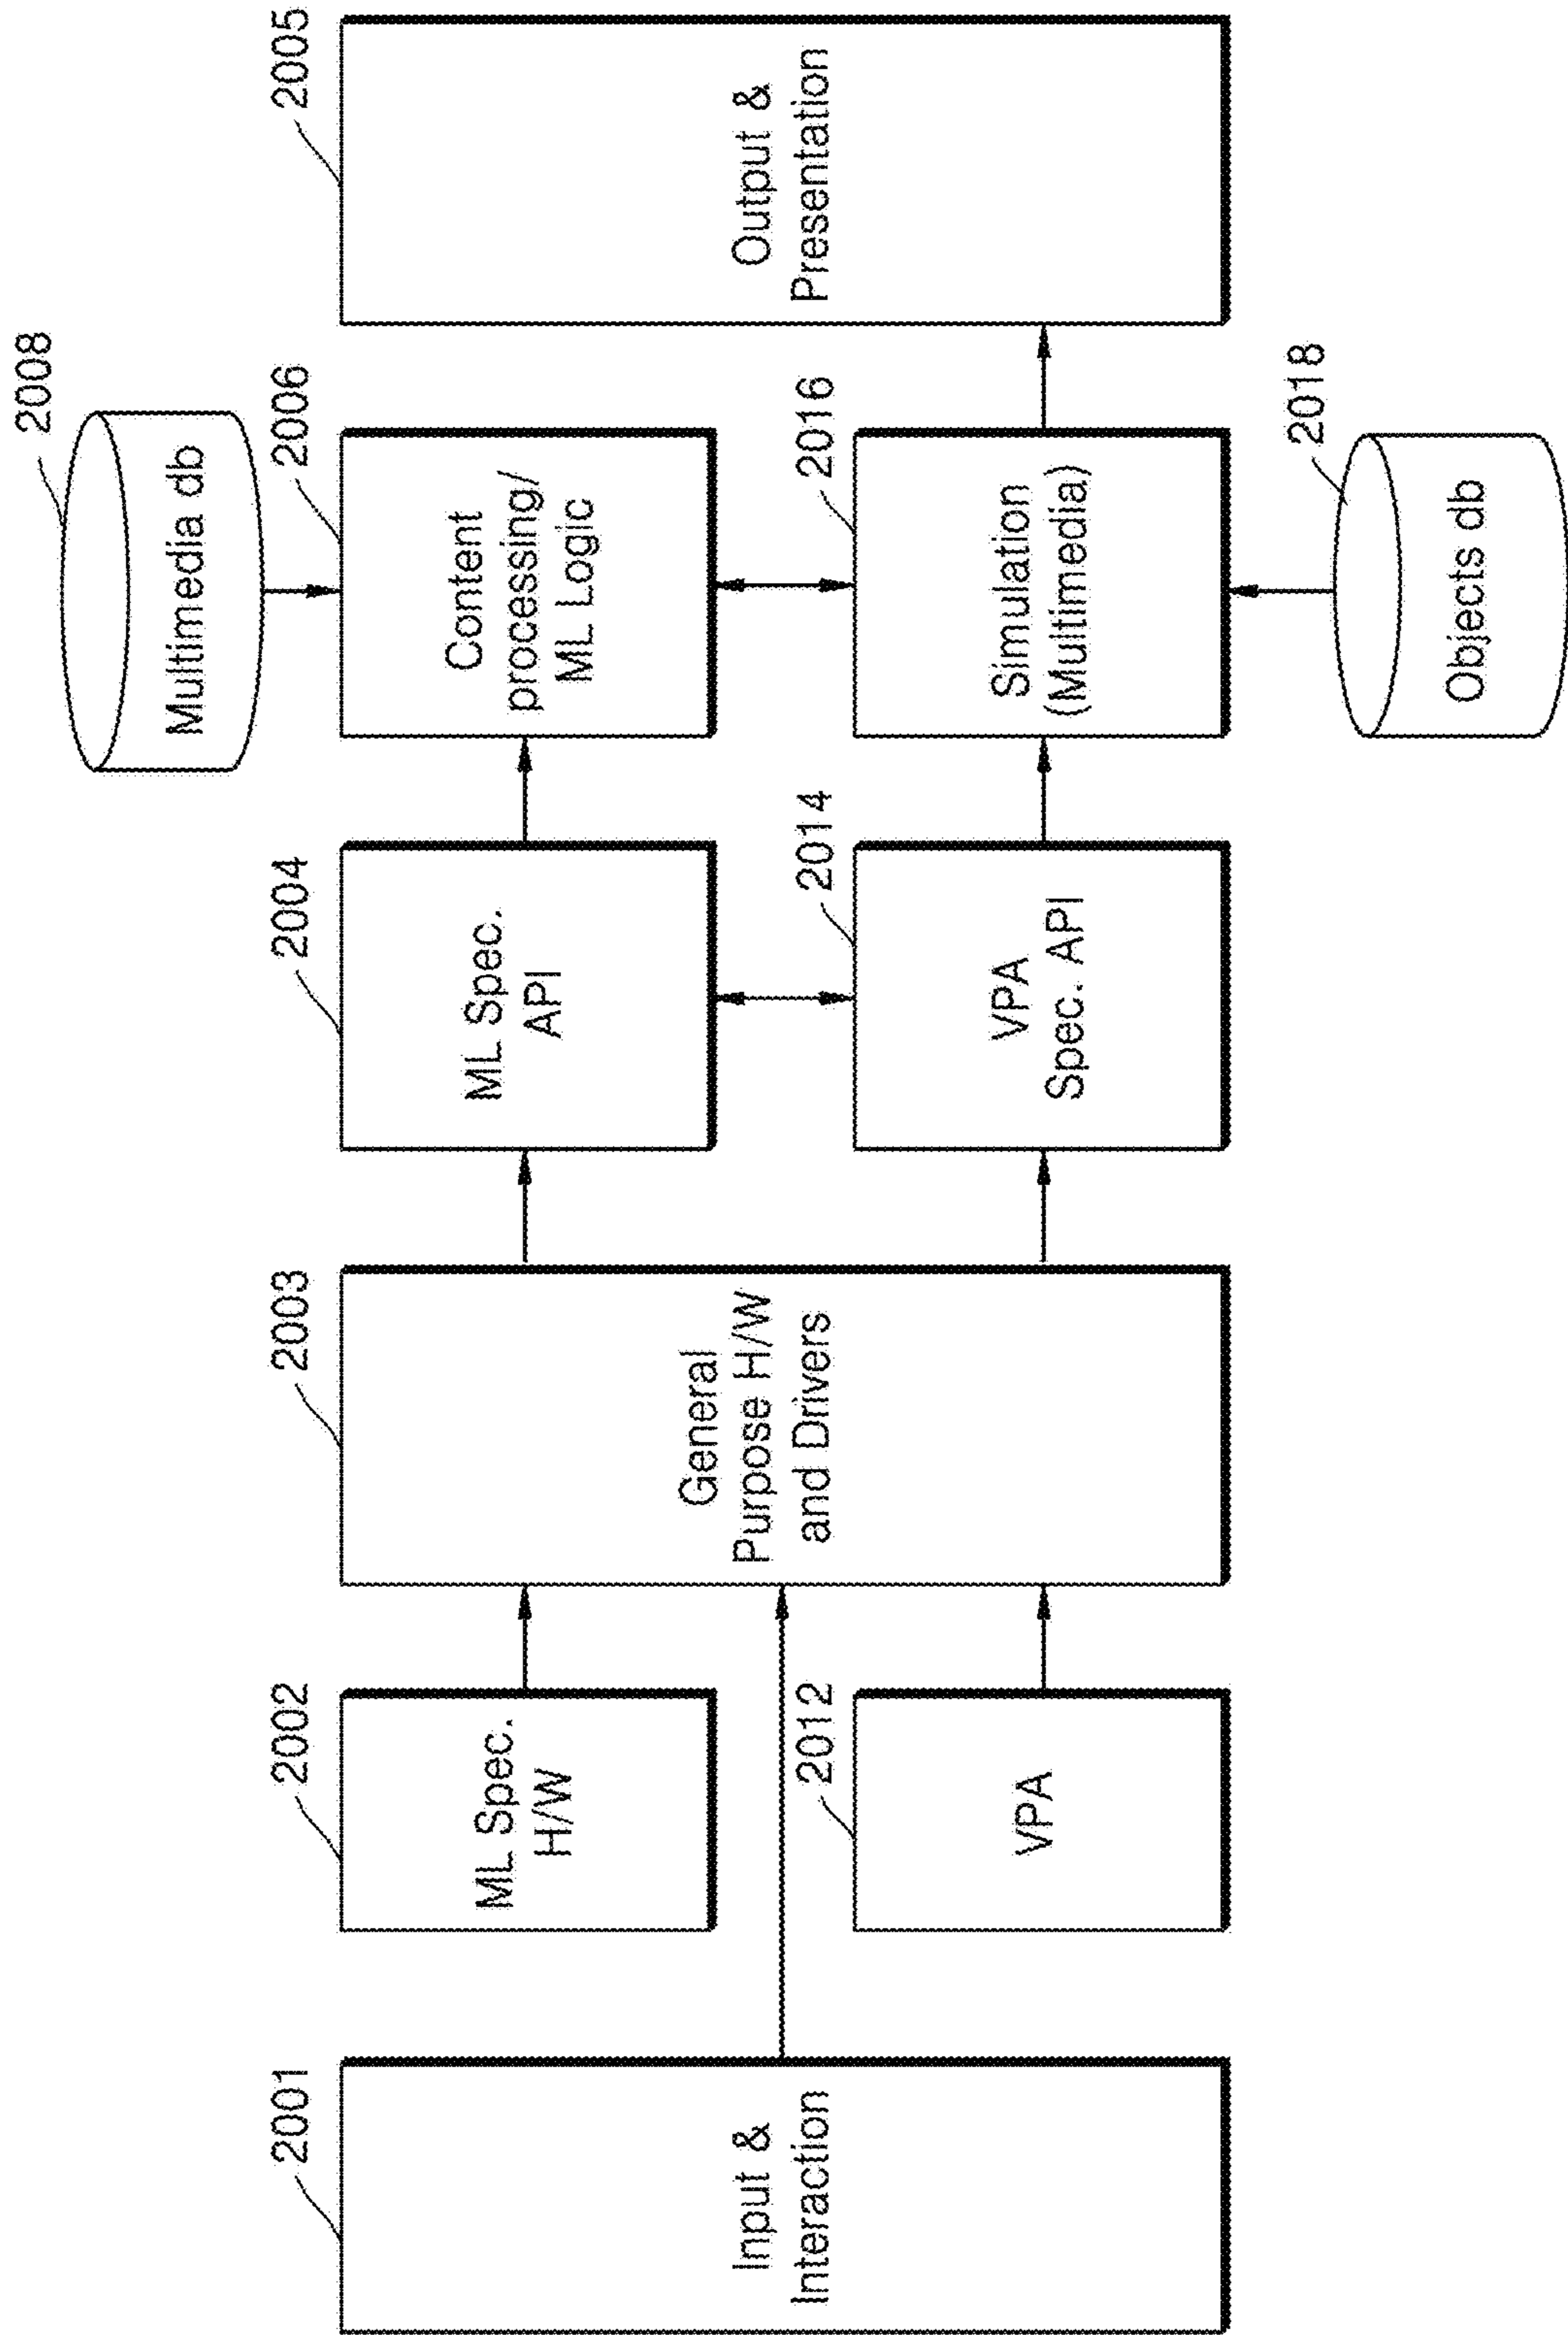 2001
Input &
Interaction
2002
ML Spec.
H/W
2012
VPA
2003
General
Purpose H/W
and Drivers
2004
ML Spec.
API
2014
VPA
Spec. API
2008
Multimedia db
2006
Content
processing/
ML Logic
2016
Simulation
(Multimedia)
2018
Objects db
2005
Output &
Presentation